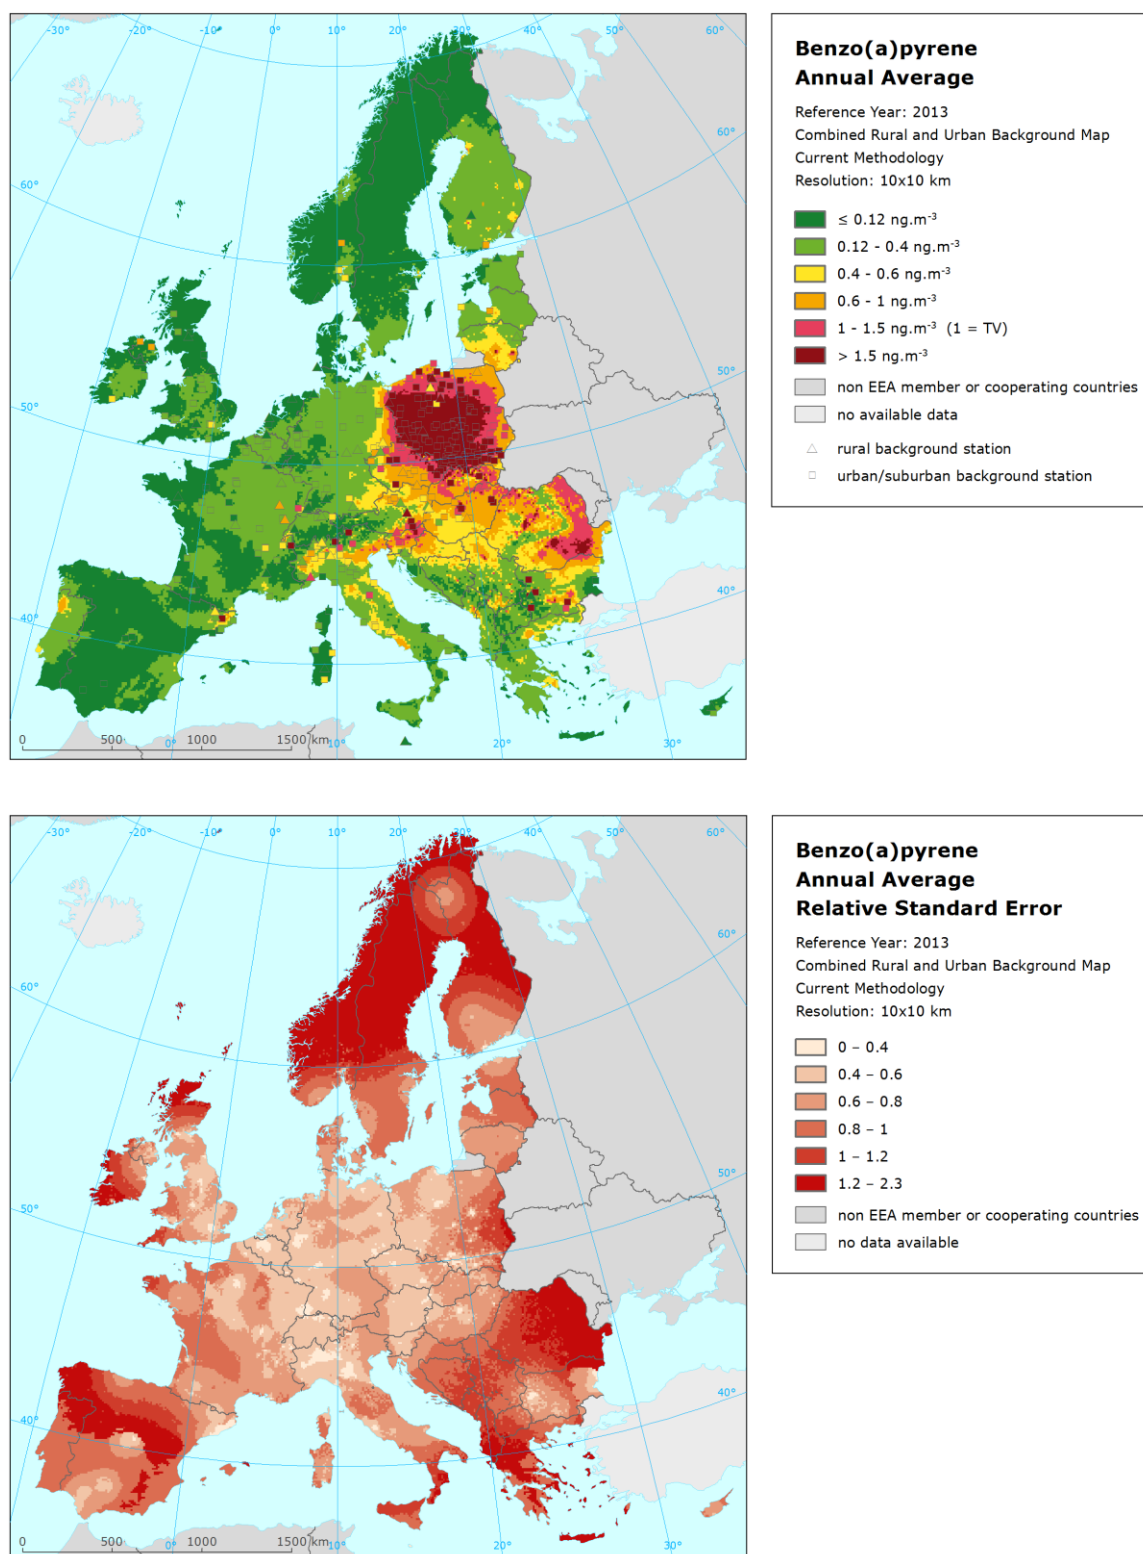 -30°
-20°
-10°
0°
10°
20°
30°
40°
50°
60°
60°
60°
50°
50°
40°
40°
0
500
1000
1500 km
0°
10°
20°
30°
Benzo(a)pyrene
Annual Average
Reference Year: 2013
Combined Rural and Urban Background Map
Current Methodology
Resolution: 10x10 km
≤ 0.12 ng.m⁻³
0.12 - 0.4 ng.m⁻³
0.4 - 0.6 ng.m⁻³
0.6 - 1 ng.m⁻³
1 - 1.5 ng.m⁻³ (1 = TV)
> 1.5 ng.m⁻³
non EEA member or cooperating countries
no available data
rural background station
urban/suburban background station
-30°
-20°
-10°
0°
10°
20°
30°
40°
50°
60°
60°
60°
50°
50°
40°
40°
0
500
1000
1500 km
0°
10°
20°
30°
Benzo(a)pyrene
Annual Average
Relative Standard Error
Reference Year: 2013
Combined Rural and Urban Background Map
Current Methodology
Resolution: 10x10 km
0 – 0.4
0.4 – 0.6
0.6 – 0.8
0.8 – 1
1 – 1.2
1.2 – 2.3
non EEA member or cooperating countries
no data available